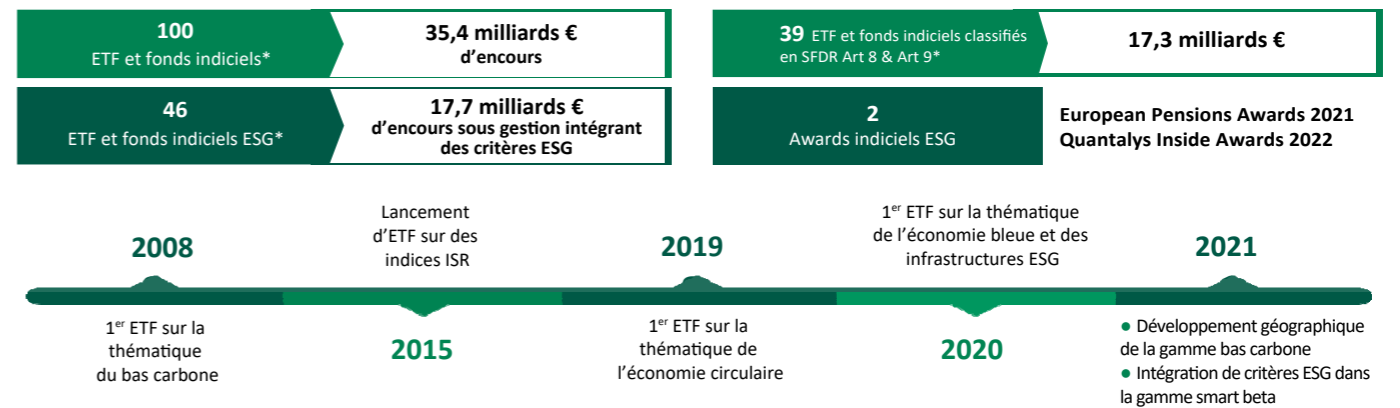 100
ETF et fonds indiciels*
35,4 milliards €
d’encours
39 ETF et fonds indiciels classifiés
en SFDR Art 8 & Art 9*
17,3 milliards €
46
ETF et fonds indiciels ESG*
17,7 milliards €
d’encours sous gestion intégrant
des critères ESG
2
Awards indiciels ESG
European Pensions Awards 2021
Quantalys Inside Awards 2022
2008
1er ETF sur la
thématique
du bas carbone
Lancement
d’ETF sur des
indices ISR
2015
2019
1er ETF sur la
thématique de
l’économie circulaire
1er ETF sur la thématique
de l’économie bleue et des
infrastructures ESG
2020
2021
● Développement géographique
de la gamme bas carbone
● Intégration de critères ESG dans
la gamme smart beta